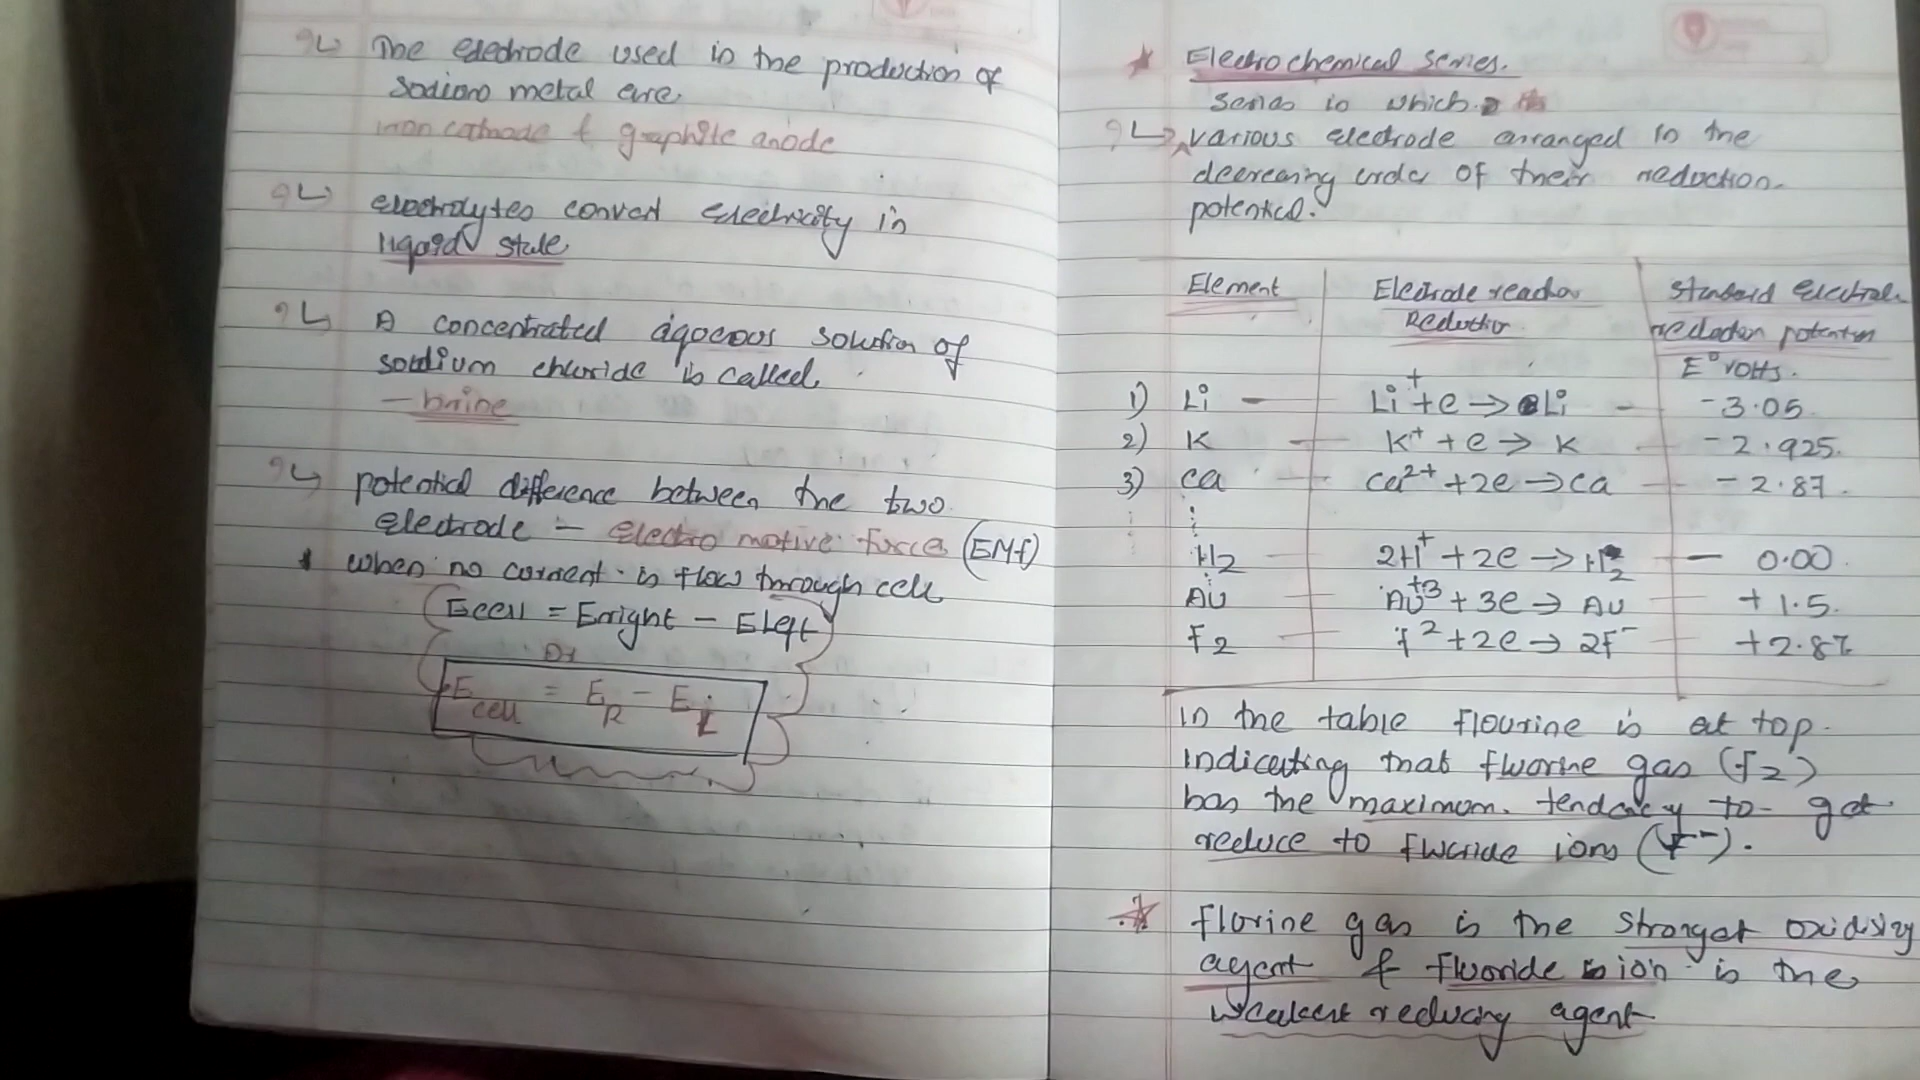 The electrode used in the production of
Sodium metal are.
iron cathode & graphite anode
electrolytes convert electricity in
liquid state
A concentrated aqoeous solution of
sordium chloride is called
- brine
potential difference between the two
electrode - electro motive force (EMf)
* when no current is flow through cell
Ecell = Eright - ELeft
Or
E cell = E R - E L
* Electrochemical Series.
Series in which
various electrode arranged in the
decreaing order of their reduction
potential.
Element Electrode reaction Standard Electrode
Reduction reduction potential
E° volts.
1) Li - Li⁺ + e → Li - -3.05
2) K - K⁺ + e → K - -2.925.
3) Ca - Ca²⁺ + 2e → Ca - -2.87.
H2 - 2H⁺ + 2e → H2 - 0.00
Au - Au⁺³ + 3e → Au - +1.5.
F2 - f² + 2e → 2F⁻ - +2.87
in the table flourine is at top.
indicating that fluorine gas (f2)
has the maximum tendency to get
reduce to fluoride ions (F⁻).
* florine gas is the strongest oxidising
agent & fluoride ion is the
weakest reducing agent